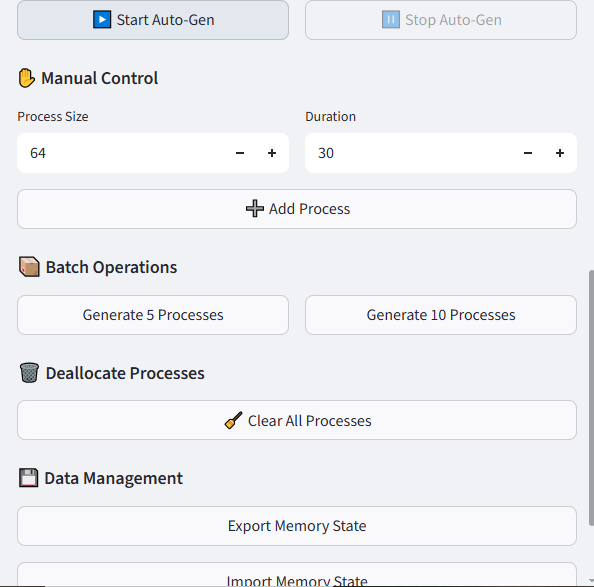 Start Auto-Gen
Stop Auto-Gen
Manual Control
Process Size
Duration
64
30
Add Process
Batch Operations
Generate 5 Processes
Generate 10 Processes
Deallocate Processes
Clear All Processes
Data Management
Export Memory State
Import Memory State